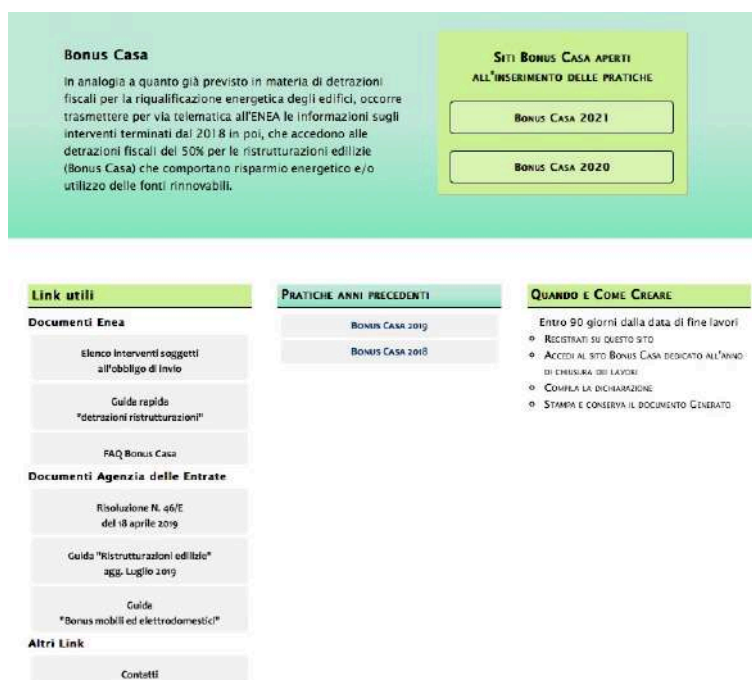 Bonus Casa
In analogia a quanto già previsto in materia di detrazioni
fiscali per la riqualificazione energetica degli edifici, occorre
trasmettere per via telematica all'ENEA le informazioni sugli
interventi terminati dal 2018 in poi, che accedono alle
detrazioni fiscali del 50% per le ristrutturazioni edilizie
(Bonus Casa) che comportano risparmio energetico e/o
utilizzo delle fonti rinnovabili.
SITI BONUS CASA APERTI
ALL'INSERIMENTO DELLE PRATICHE
BONUS CASA 2021
BONUS CASA 2020
Link utili
Documenti Enea
Elenco interventi soggetti
all'obbligo di invio
Guida rapida
"detrazioni ristrutturazioni"
FAQ Bonus Casa
Documenti Agenzia delle Entrate
Risoluzione N. 46/E
del 18 aprile 2019
Guida "Ristrutturazioni edilizie"
agg. Luglio 2019
Guida
"Bonus mobili ed elettrodomestici"
Altri Link
Contatti
PRATICHE ANNI PRECEDENTI
BONUS CASA 2019
BONUS CASA 2018
QUANDO E COME CREARE
Entro 90 giorni dalla data di fine lavori
REGISTRATI SU QUESTO SITO
ACCEDI AL SITO BONUS CASA DEDICATO ALL'ANNO
DI CHIUSURA DEI LAVORI
COMPILA LA DICHIARAZIONE
STAMPA E CONSERVA IL DOCUMENTO GENERATO